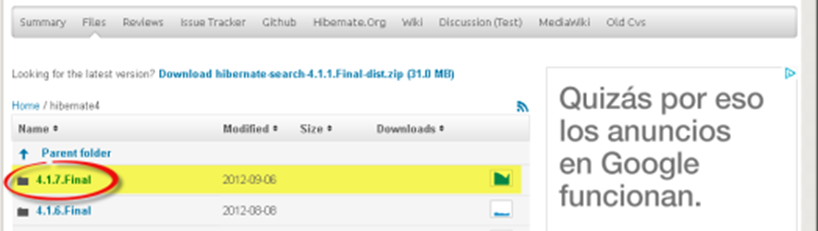 Summary Files Reviews Issue Tracker Github Hibernate.Org Wiki Discussion (Test) MediaWiki Old Cvs
Looking for the latest version? Download hibernate-search-4.1.1.Final-dist.zip (31.0 MB)
Home / hibernate4
Name Modified Size Downloads
Parent folder
4.1.7.Final 2012-09-06
4.1.6.Final 2012-08-08
Quizás por eso
los anuncios
en Google
funcionan.